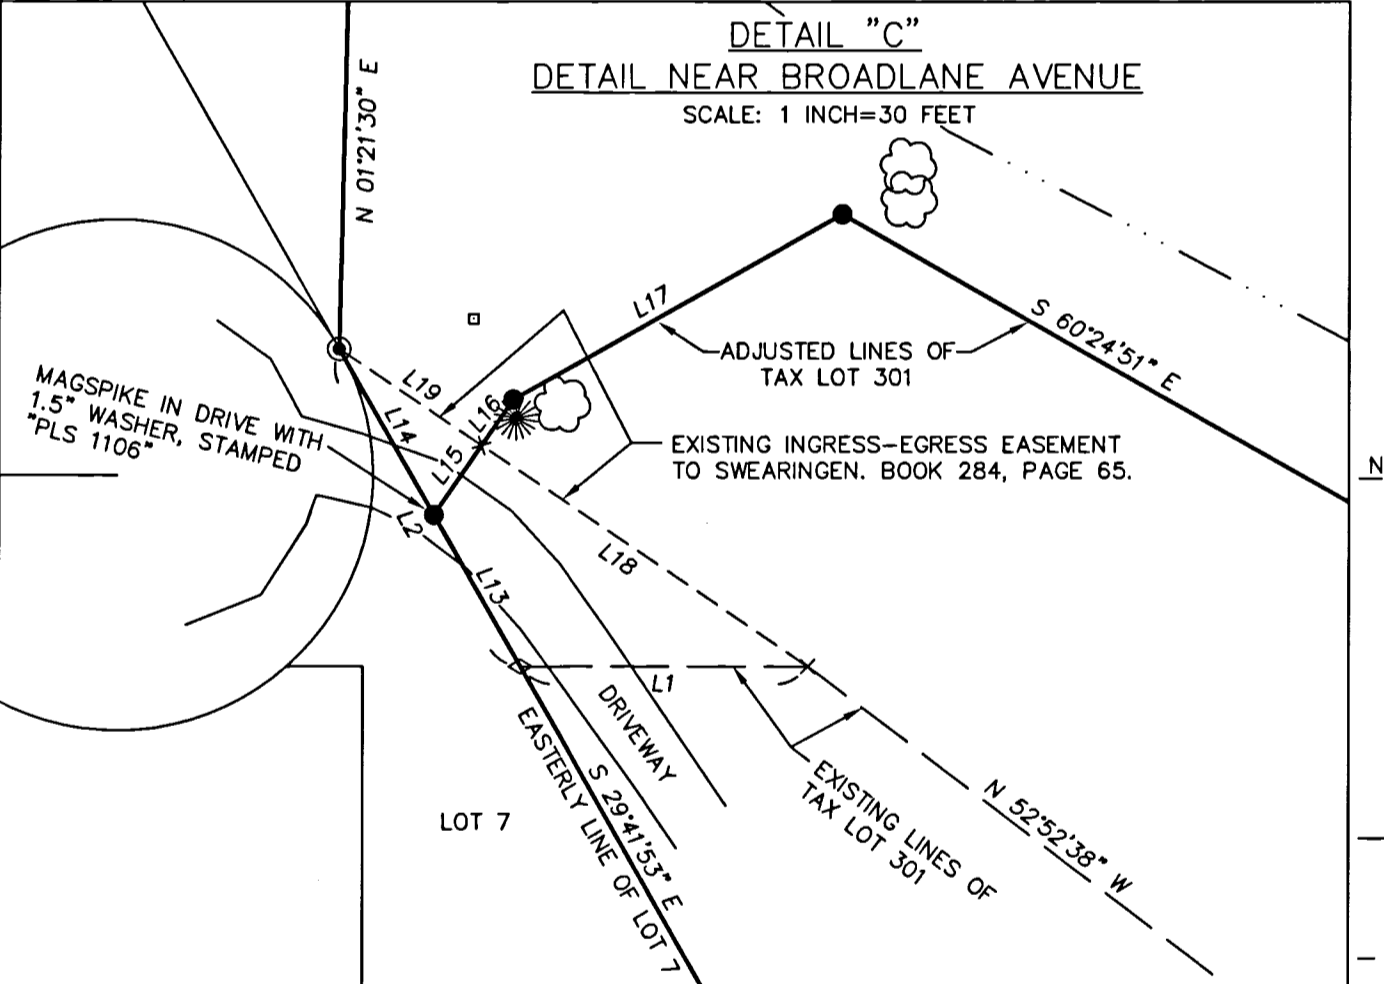 DETAIL "C"
DETAIL NEAR BROADLANE AVENUE
SCALE: 1 INCH=30 FEET
N 01°21'30" E
L17
S 60°24'51" E
ADJUSTED LINES OF
TAX LOT 301
L19
L16
L14
L15
MAGSPIKE IN DRIVE WITH
1.5" WASHER, STAMPED
"PLS 1106"
EXISTING INGRESS-EGRESS EASEMENT
TO SWEARINGEN. BOOK 284, PAGE 65.
N
L2
L18
L13
L1
DRIVEWAY
EASTERLY LINE OF LOT 7
S 29°41'53" E
LOT 7
EXISTING LINES OF
TAX LOT 301
N 52°52'38" W